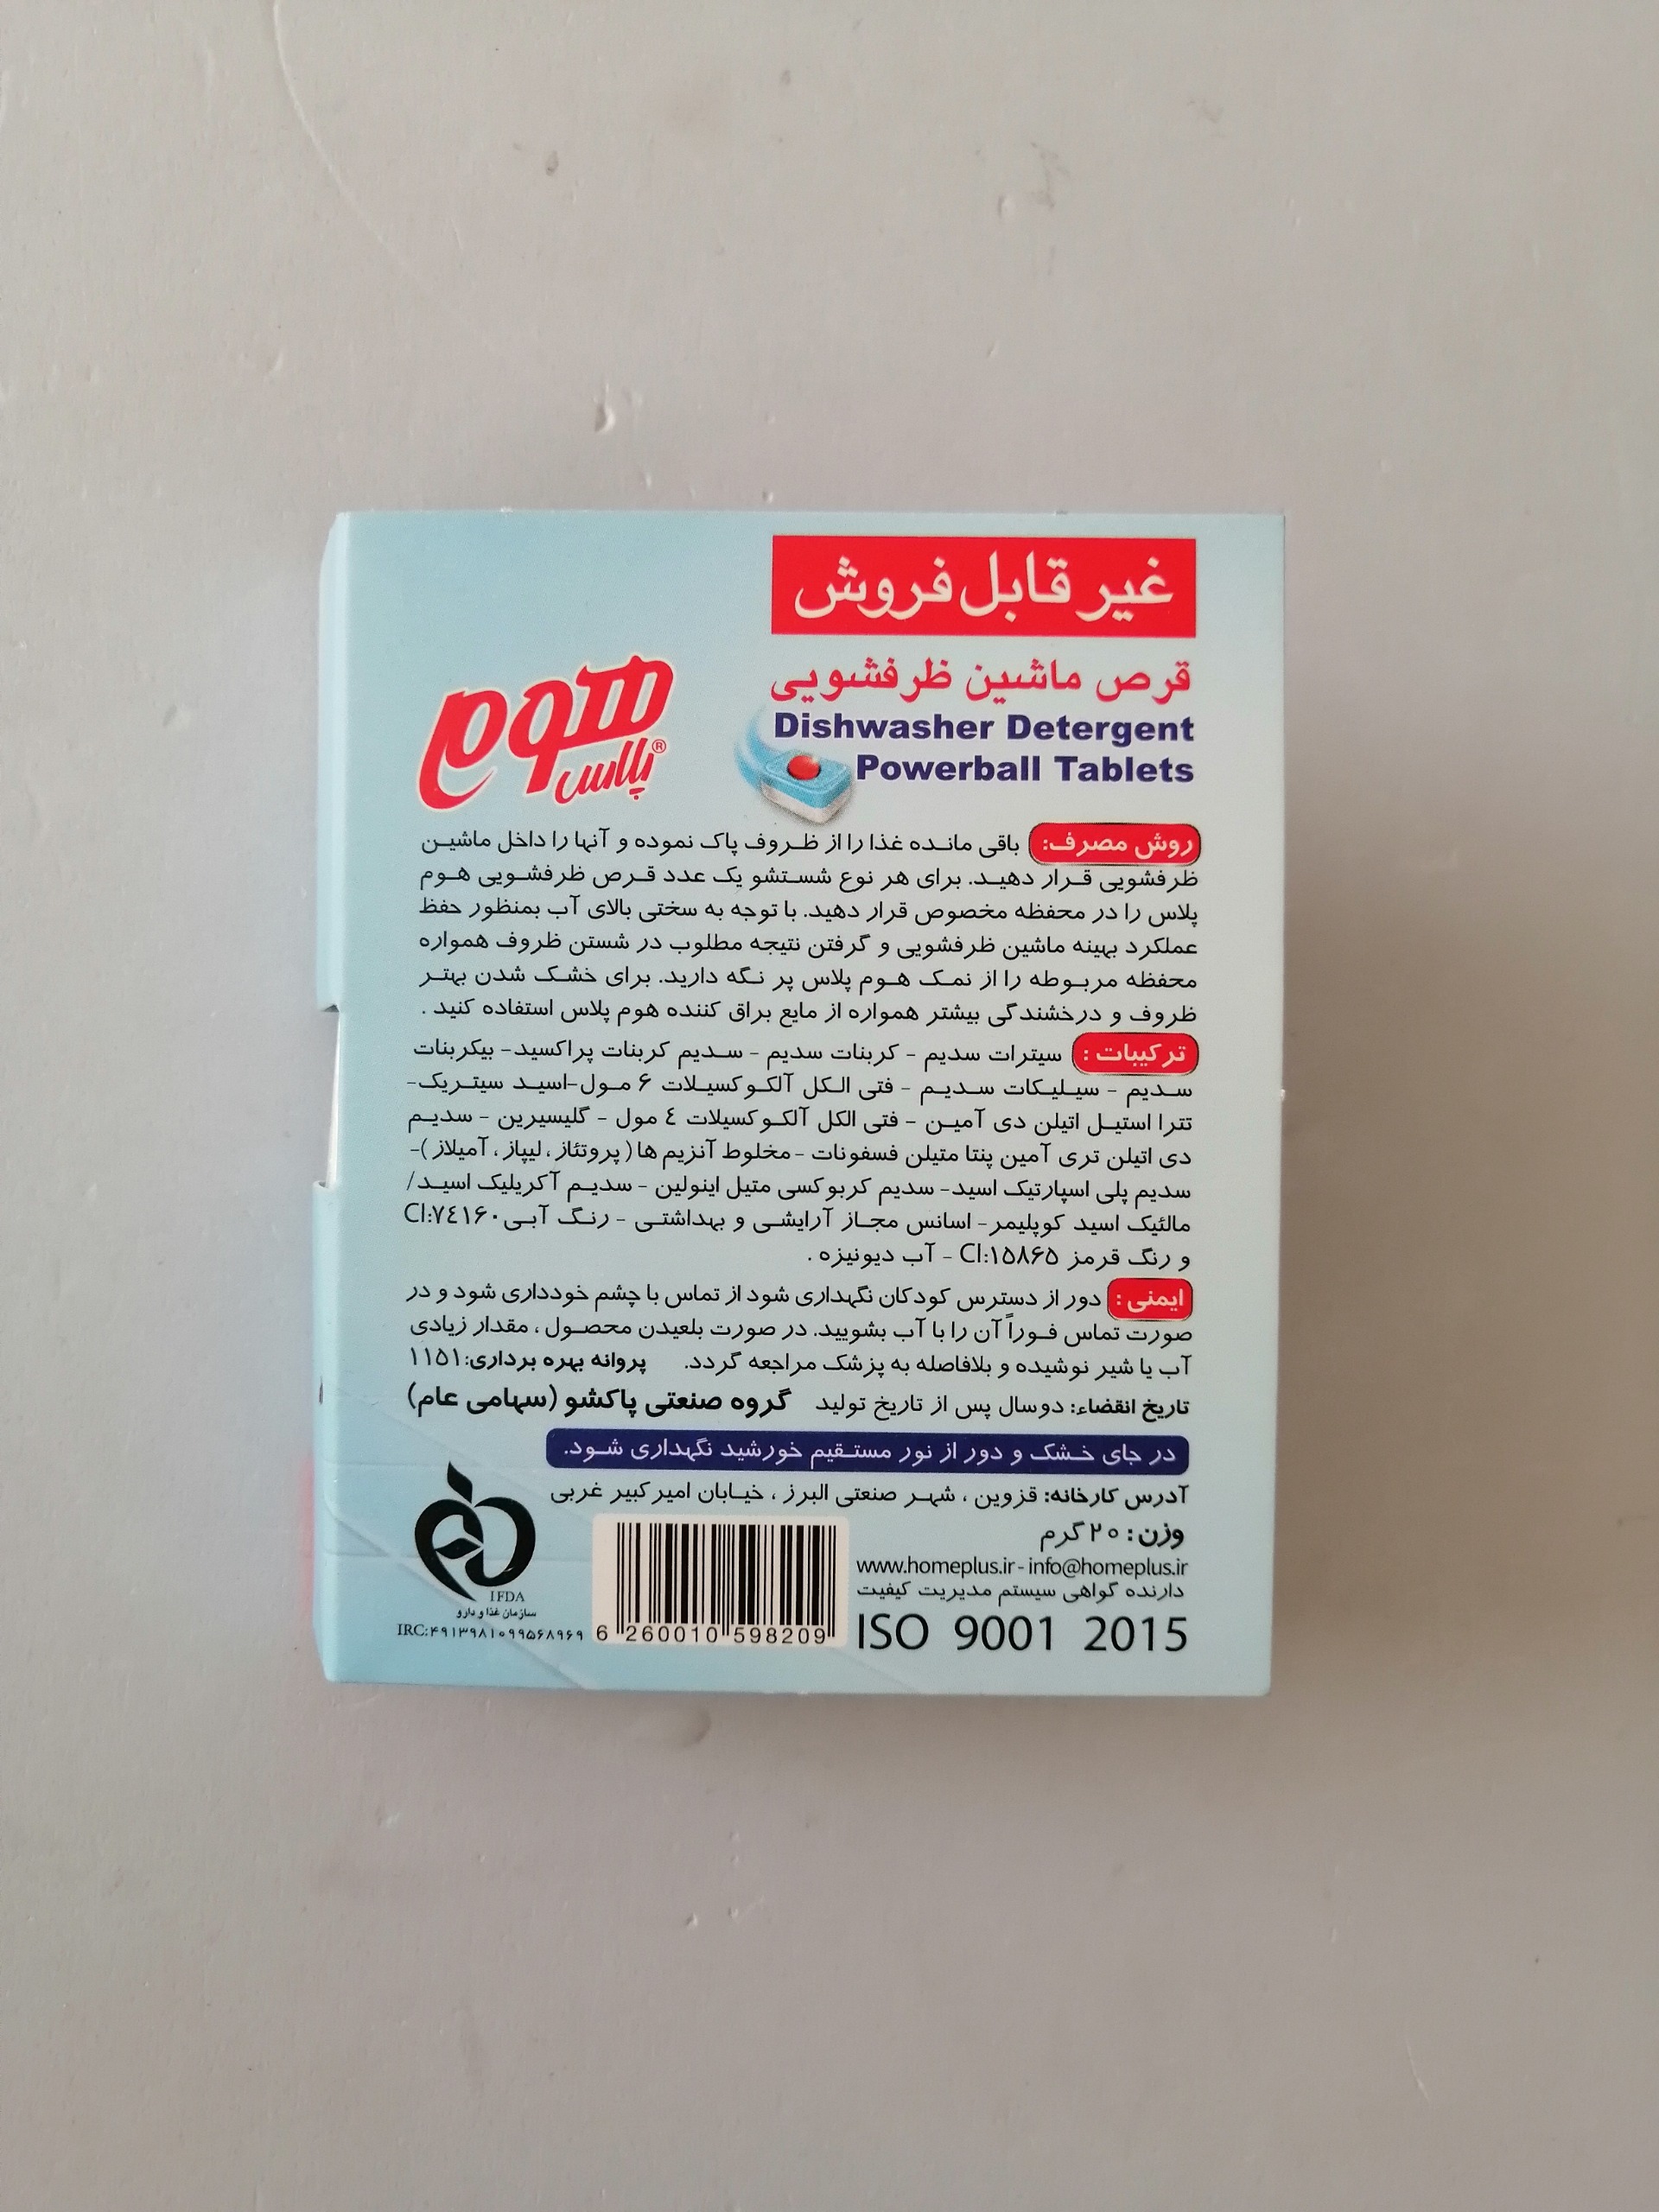 غیر قابل فروش
قرص ماشین ظرفشویی
Dishwasher Detergent
Powerball Tablets
هوم
پلاس®
روش مصرف: باقی مانده غذا را از ظروف پاک نموده و آنها را داخل ماشین
ظرفشویی قرار دهید. برای هر نوع شستشو یک عدد قرص ظرفشویی هوم
پلاس را در محفظه مخصوص قرار دهید. با توجه به سختی بالای آب بمنظور حفظ
عملکرد بهینه ماشین ظرفشویی و گرفتن نتیجه مطلوب در شستن ظروف همواره
محفظه مربوطه را از نمک هوم پلاس پر نگه دارید. برای خشک شدن بهتر
ظروف و درخشندگی بیشتر همواره از مایع براق کننده هوم پلاس استفاده کنید .
ترکیبات : سیترات سدیم - کربنات سدیم - سدیم کربنات پراکسید- بیکربنات
سدیم - سیلیکات سدیم - فتی الکل آلکوکسیلات ۶ مول-اسید سیتریک-
تترا استیل اتیلن دی آمین - فتی الکل آلکوکسیلات ٤ مول - گلیسیرین - سدیم
دی اتیلن تری آمین پنتا متیلن فسفونات -مخلوط آنزیم ها (پروتئاز، لیپاز، آمیلاز)-
سدیم پلی اسپارتیک اسید- سدیم کربوکسی متیل اینولین - سدیم آکریلیک اسید/
مالئیک اسید کوپلیمر- اسانس مجاز آرایشی و بهداشتی - رنگ آبی CI:۷٤۱۶۰
و رنگ قرمز CI:۱۵۸۶۵ - آب دیونیزه .
ایمنی : دور از دسترس کودکان نگهداری شود از تماس با چشم خودداری شود و در
صورت تماس فوراً آن را با آب بشویید. در صورت بلعیدن محصول، مقدار زیادی
آب یا شیر نوشیده و بلافاصله به پزشک مراجعه گردد. پروانه بهره برداری:۱۱۵۱
تاریخ انقضاء: دوسال پس از تاریخ تولید گروه صنعتی پاکشو (سهامی عام)
در جای خشک و دور از نور مستقیم خورشید نگهداری شود.
آدرس کارخانه: قزوین ، شهر صنعتی البرز ، خیابان امیرکبیر غربی
وزن: ۲۰ گرم
www.homeplus.ir - info@homeplus.ir
دارنده گواهی سیستم مدیریت کیفیت
ISO 9001 2015
6 260010 598209
IFDA
سازمان غذا و دارو
IRC:۴۹۱۳۹۸۱۰۹۹۵۶۸۹۶۹